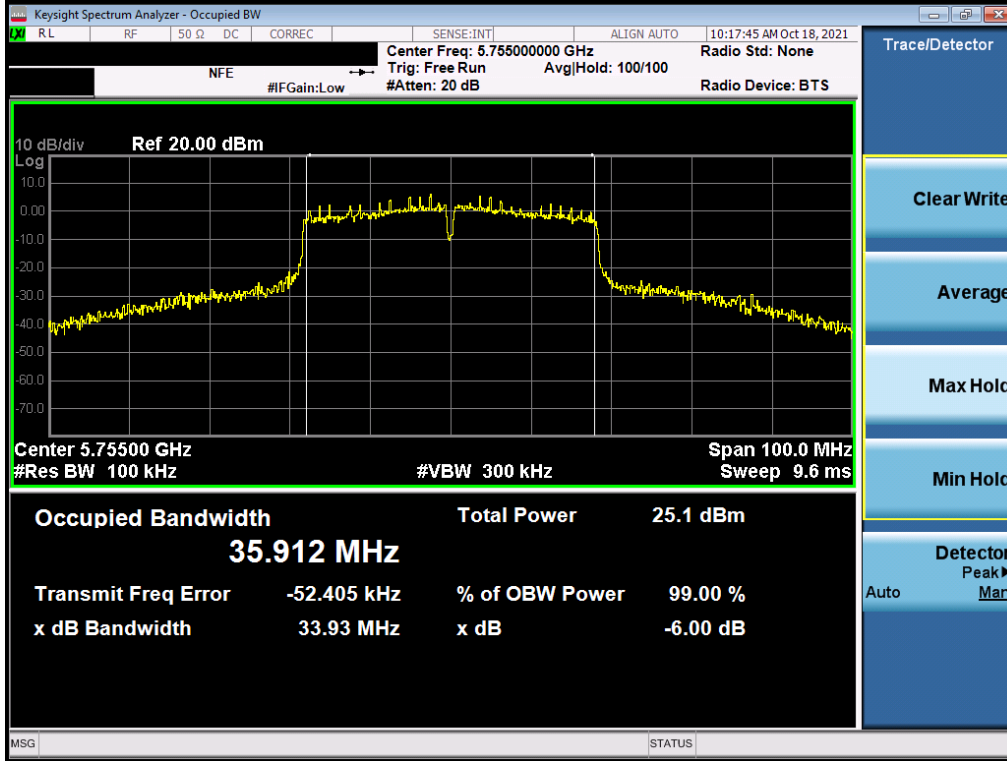 Keysight Spectrum Analyzer - Occupied BW
LXI RL RF 50 Ω DC CORREC SENSE:INT ALIGN AUTO 10:17:45 AM Oct 18, 2021
Center Freq: 5.755000000 GHz Radio Std: None
NFE Trig: Free Run Avg|Hold: 100/100
#IFGain:Low #Atten: 20 dB Radio Device: BTS
10 dB/div Ref 20.00 dBm
Log
10.0
0.00
-10.0
-20.0
-30.0
-40.0
-50.0
-60.0
-70.0
Center 5.75500 GHz Span 100.0 MHz
#Res BW 100 kHz #VBW 300 kHz Sweep 9.6 ms
Occupied Bandwidth Total Power 25.1 dBm
35.912 MHz
Transmit Freq Error -52.405 kHz % of OBW Power 99.00 %
x dB Bandwidth 33.93 MHz x dB -6.00 dB
MSG STATUS
Trace/Detector
Clear Write
Average
Max Hold
Min Hold
Detector
Peak
Auto Man